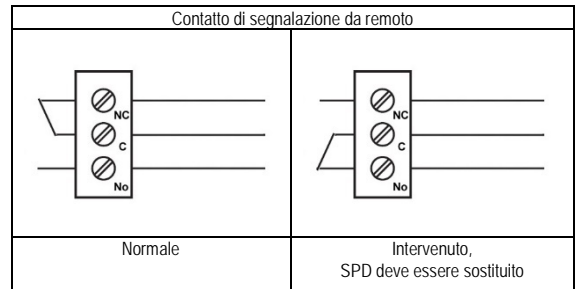 Contatto di segnalazione da remoto
NC
C
No
NC
C
No
Normale
Intervenuto,
SPD deve essere sostituito